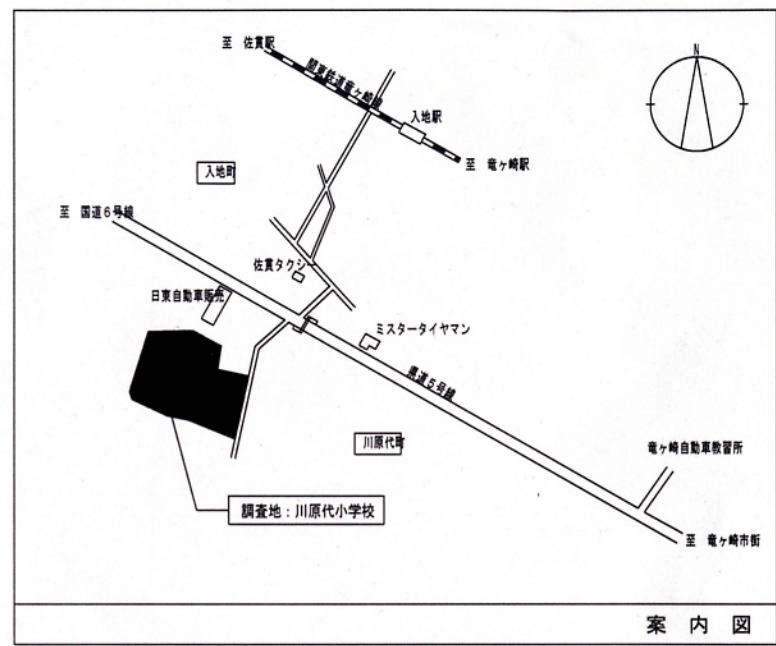 至 佐貫駅
関東鉄道竜ヶ崎線
N
入地駅
至 竜ヶ崎駅
入地町
至 国道6号線
佐貫タクシー
日東自動車販売
ミスタータイヤマン
県道5号線
川原代町
竜ヶ崎自動車教習所
調査地:川原代小学校
至 竜ヶ崎市街
案内図